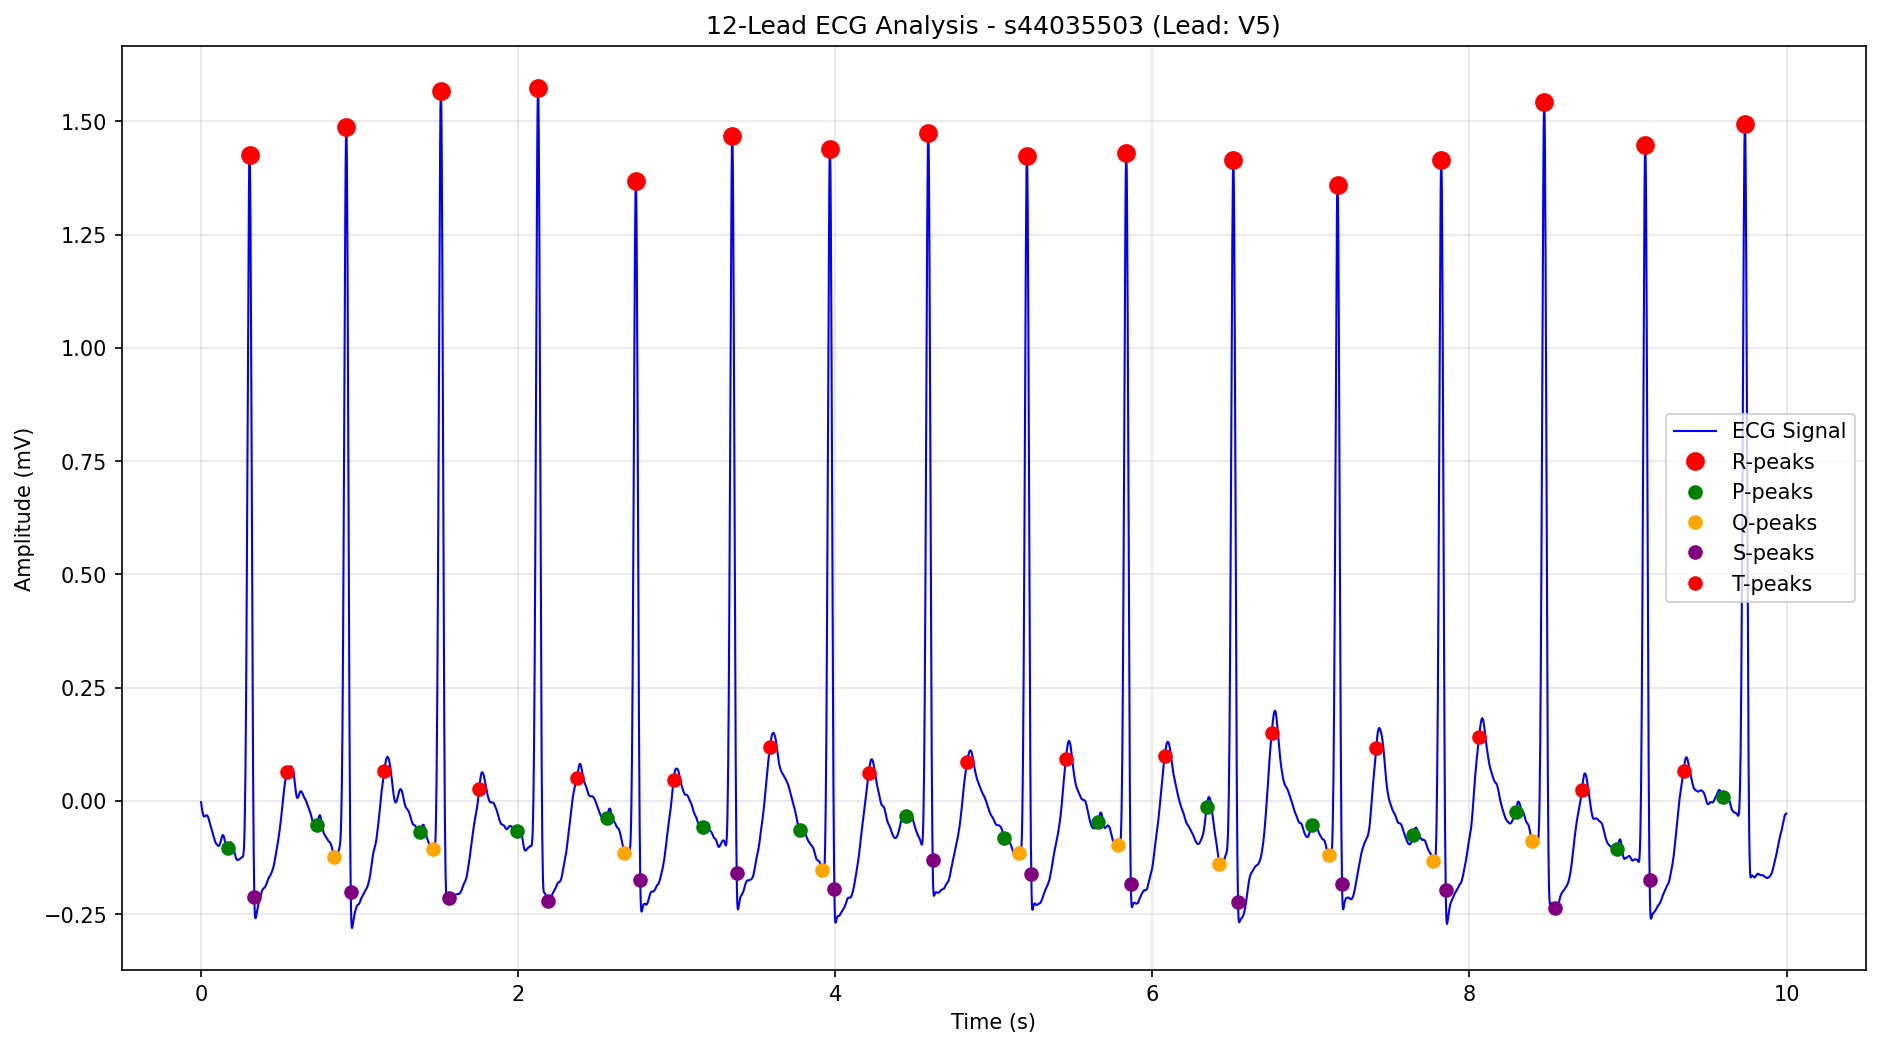 12-Lead ECG Analysis - s44035503 (Lead: V5)
Amplitude (mV)
1.50
1.25
1.00
0.75
0.50
0.25
0.00
−0.25
ECG Signal
R-peaks
P-peaks
Q-peaks
S-peaks
T-peaks
0 2 4 6 8 10
Time (s)